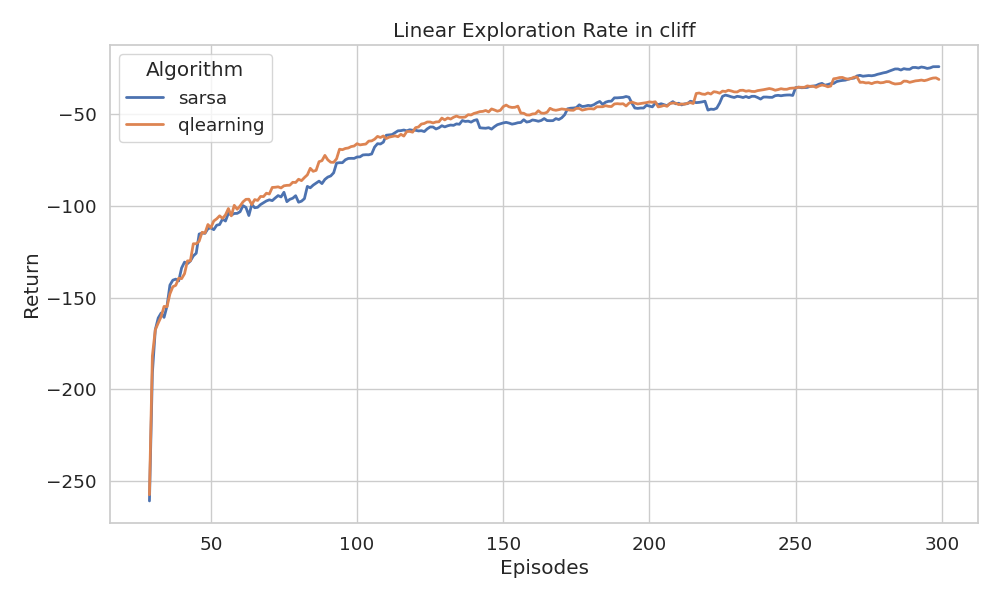 Linear Exploration Rate in cliff
Algorithm
sarsa
qlearning
Return
−50
−100
−150
−200
−250
50
100
150
200
250
300
Episodes